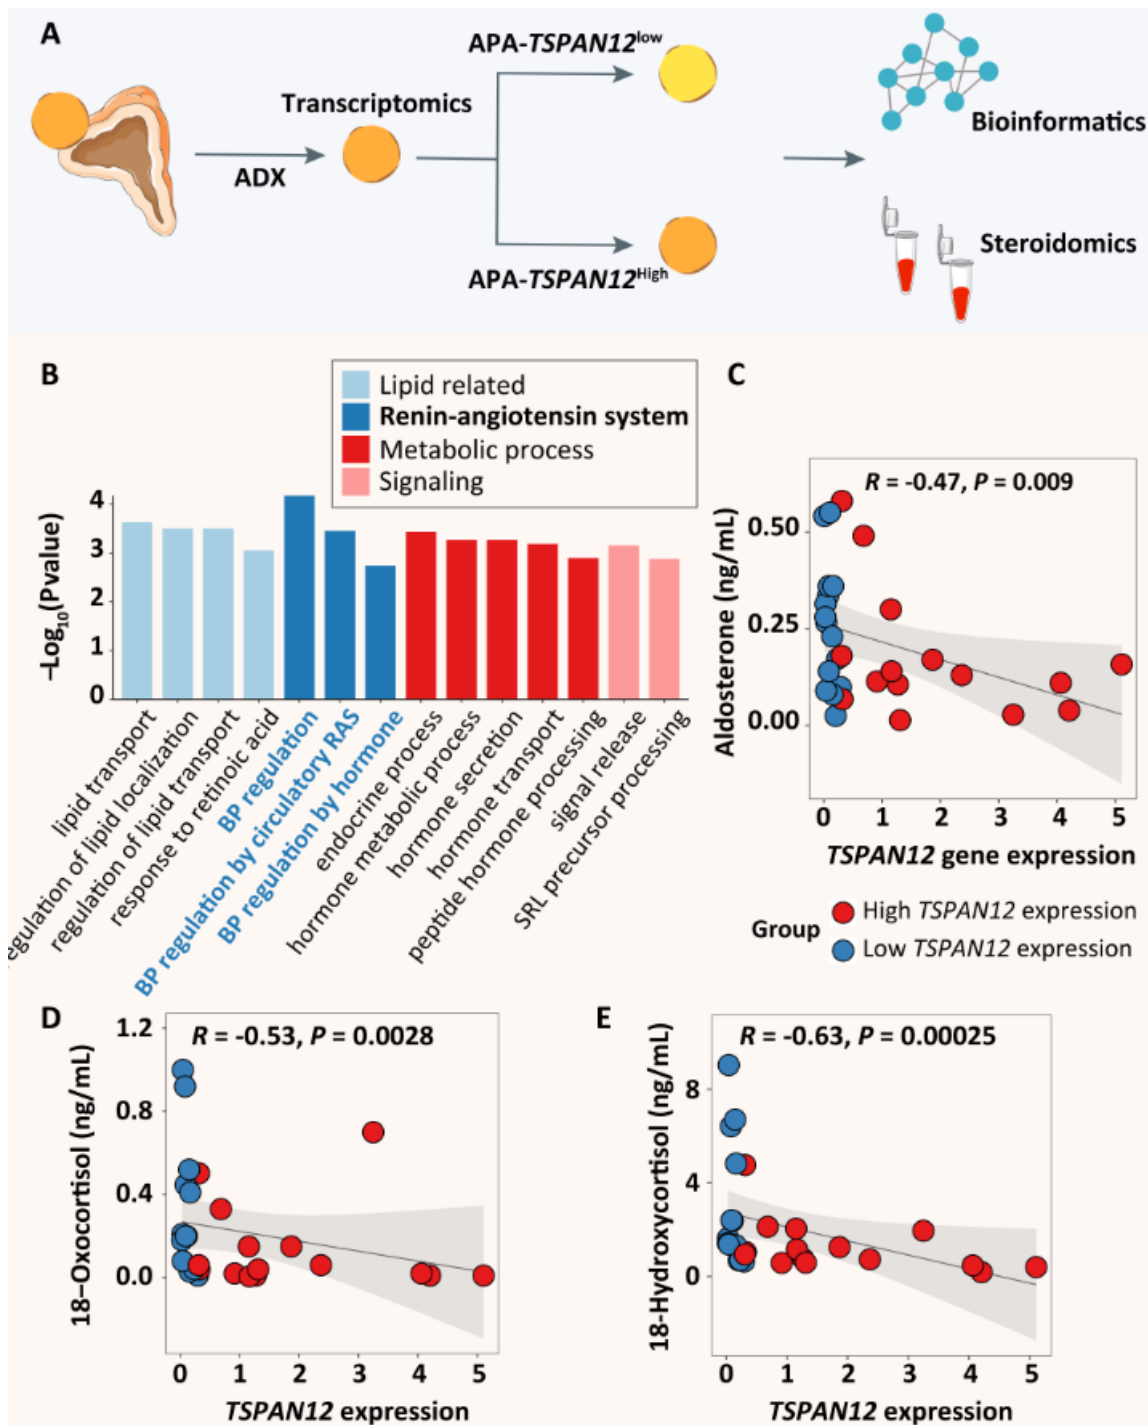 A
Transcriptomics
ADX
APA-TSPAN12low
APA-TSPAN12High
Bioinformatics
Steroidomics
B
Lipid related
Renin-angiotensin system
Metabolic process
Signaling
–Log10(Pvalue)
4
3
2
1
0
lipid transport
regulation of lipid transport
response to retinoic acid
BP regulation
BP regulation by circulatory RAS
BP regulation by hormone
endocrine process
hormone metabolic process
hormone secretion
hormone transport
peptide hormone processing
signal release
SRL precursor processing
of lipid localization
C
R = -0.47, P = 0.009
Aldosterone (ng/mL)
0.50
0.25
0.00
0 1 2 3 4 5
TSPAN12 gene expression
Group
High TSPAN12 expression
Low TSPAN12 expression
D
R = -0.53, P = 0.0028
18–Oxocortisol (ng/mL)
1.2
0.8
0.4
0.0
0 1 2 3 4 5
TSPAN12 expression
E
R = -0.63, P = 0.00025
18-Hydroxycortisol (ng/mL)
8
4
0
0 1 2 3 4 5
TSPAN12 expression